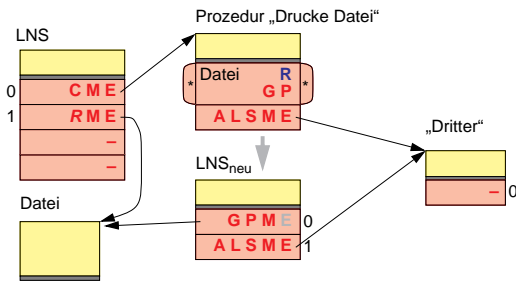 Prozedur „Drucke Datei“
LNS
Datei R
* G P *
0 C M E
1 R M E
A L S M E
–
–
„Dritter“
LNSneu
– 0
Datei
G P M E 0
A L S M E 1